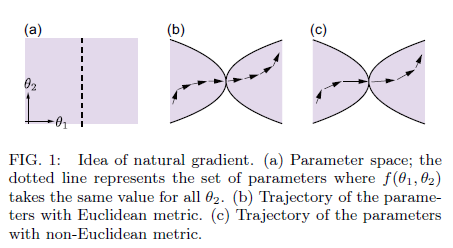 (a) (b) (c)
θ₂
θ₁
FIG. 1: Idea of natural gradient. (a) Parameter space; the
dotted line represents the set of parameters where f(θ₁, θ₂)
takes the same value for all θ₂. (b) Trajectory of the parame-
ters with Euclidean metric. (c) Trajectory of the parameters
with non-Euclidean metric.